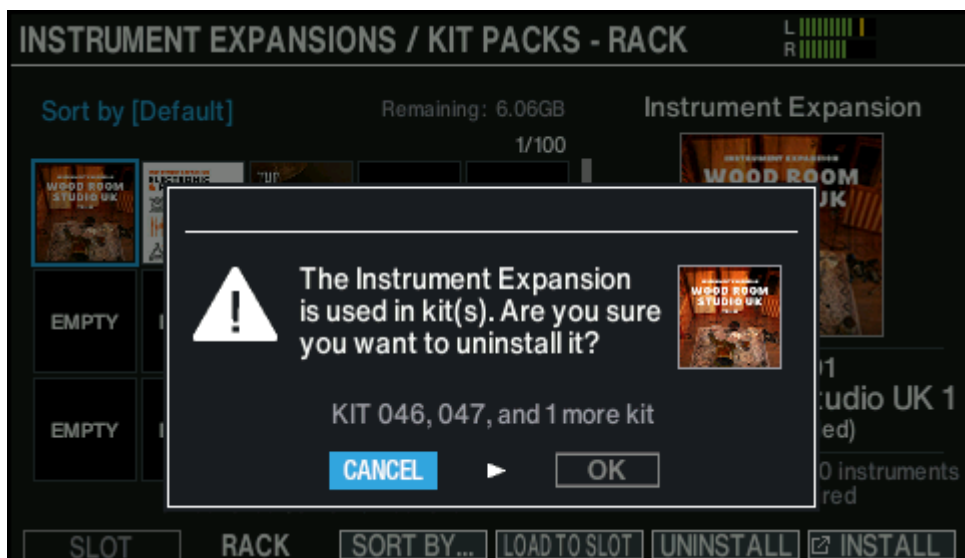 INSTRUMENT EXPANSIONS / KIT PACKS - RACK
L
R
Sort by [Default]
Remaining: 6.06GB
Instrument Expansion
1/100
WOOD ROOM
STUDIO UK
ELECTRONIC
WOOD ROOM
UK
The Instrument Expansion
is used in kit(s). Are you sure
you want to uninstall it?
WOOD ROOM
STUDIO UK
EMPTY
KIT 046, 047, and 1 more kit
tudio UK 1
EMPTY
ed)
CANCEL
OK
0 instruments
red
SLOT
RACK
SORT BY...
LOAD TO SLOT
UNINSTALL
INSTALL